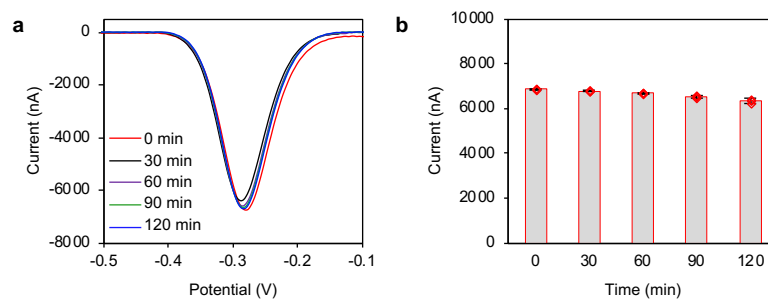 a
0
-2000
-4000
-6000
-8000
Current (nA)
0 min
30 min
60 min
90 min
120 min
-0.5 -0.4 -0.3 -0.2 -0.1
Potential (V)
b
10000
8000
6000
4000
2000
0
Current (nA)
0 30 60 90 120
Time (min)